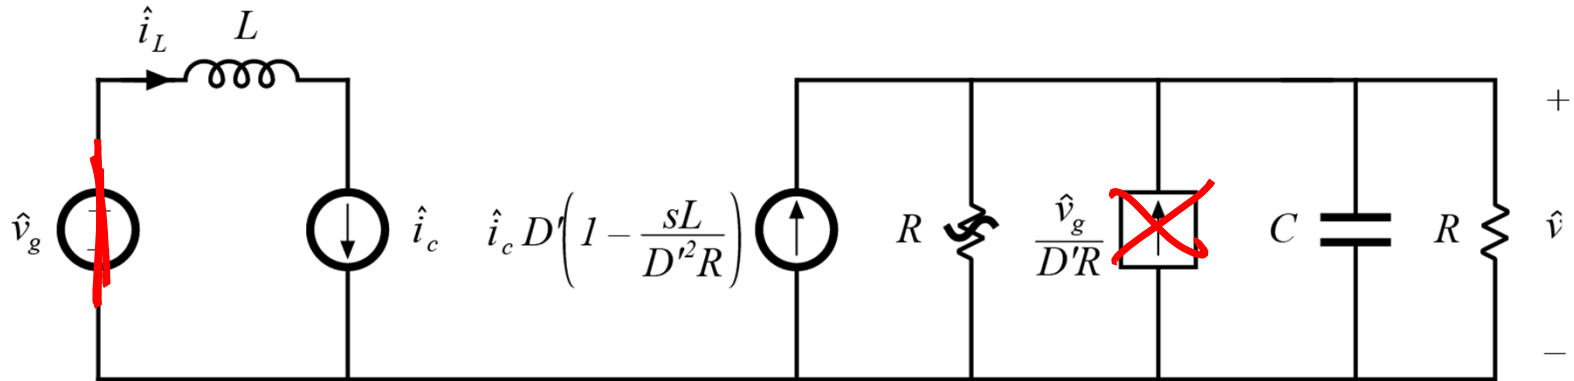 î_L L
v̂_g
î_c
î_c D'(1 − sL/D'²R)
R
v̂_g/D'R
C
R
+
v̂
−